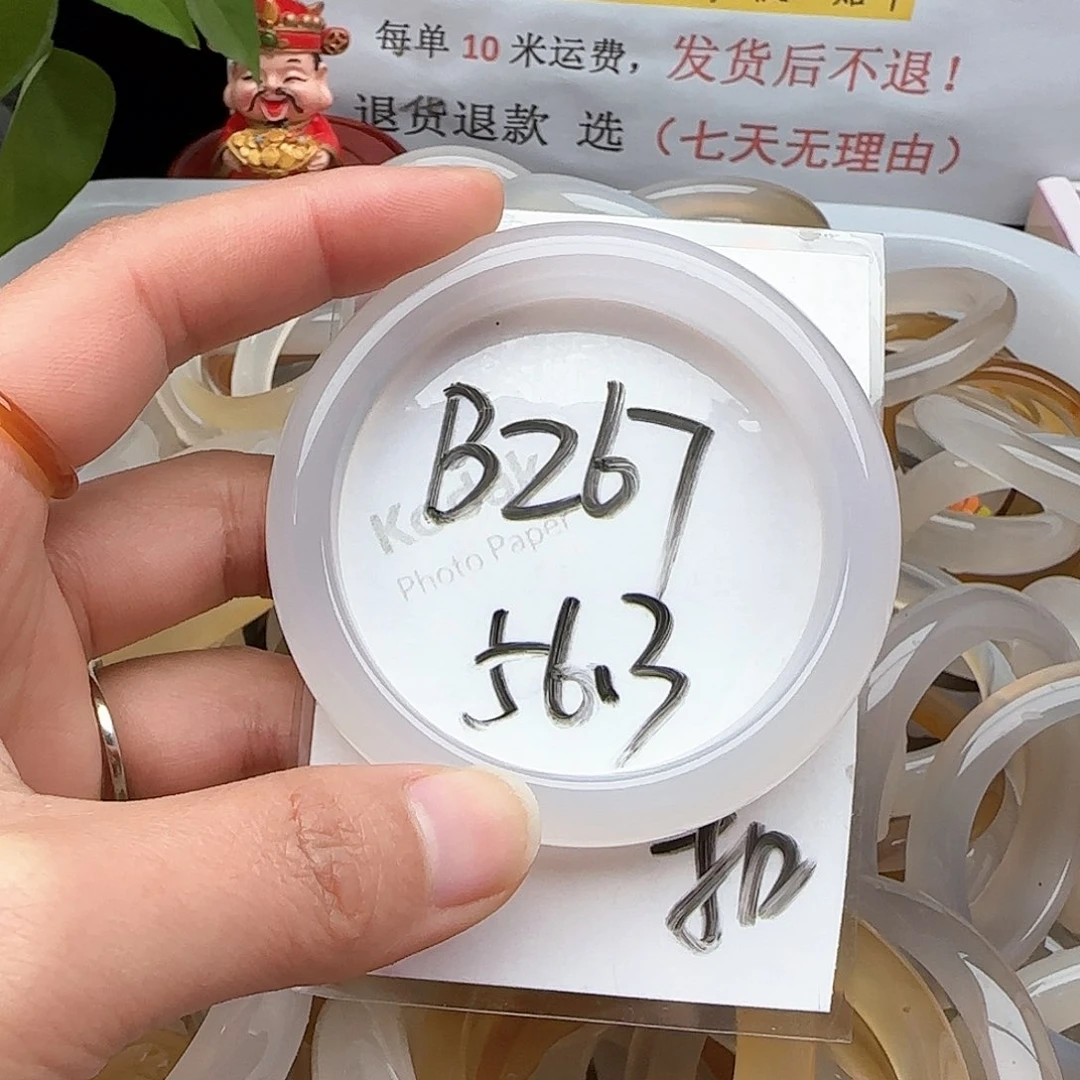 每单 10 米运费，发货后不退！
退货退款 选（七天无理由）
B267
Kodak
Photo Paper
56.3